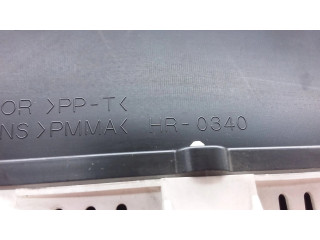 OR >PP-T<
NS >PMMA< HR-0340